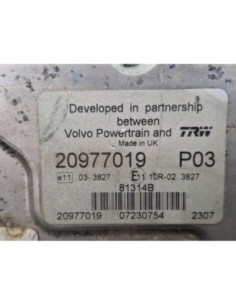 Developed in partnership
between
Volvo Powertrain and TRW
Made in UK
20977019 P03
e11 03-3827 E11 10R-02 3827
81314B
20977019 07230754 2307